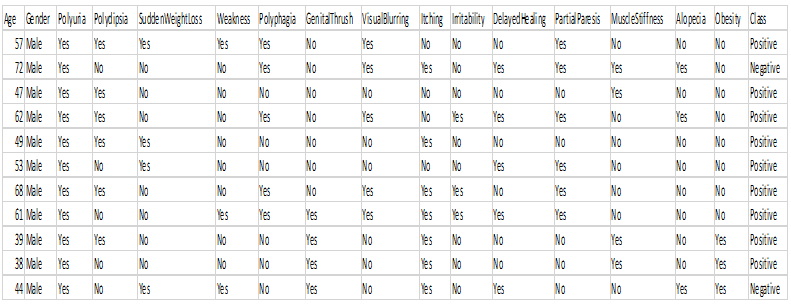 Age Gender Polyuria Polydipsia SuddenWeightLoss Weakness Polyphagia GenitalThrush VisualBlurring Itching Irritability DelayedHealing PartialParesis MuscleStiffness Alopecia Obesity Class
57 Male Yes Yes Yes Yes Yes No Yes No No No Yes No No No Positive
72 Male Yes No No No Yes No Yes Yes No Yes Yes Yes Yes No Negative
47 Male Yes Yes No No No No No No No No No Yes No No Positive
62 Male Yes Yes No No Yes No Yes No Yes Yes Yes No Yes No Positive
49 Male Yes Yes Yes No No No No Yes No No No No No No Positive
53 Male Yes No Yes No No No No No No Yes Yes No No No Positive
68 Male Yes Yes No No Yes No Yes Yes Yes No Yes No No No Positive
61 Male Yes No No Yes Yes Yes Yes Yes Yes Yes Yes No No No Positive
39 Male Yes Yes No No No Yes No Yes No No No Yes No Yes Positive
38 Male Yes No No No No Yes No Yes No No No Yes No Yes Positive
44 Male Yes No Yes Yes No Yes No Yes No Yes No No Yes Yes Negative